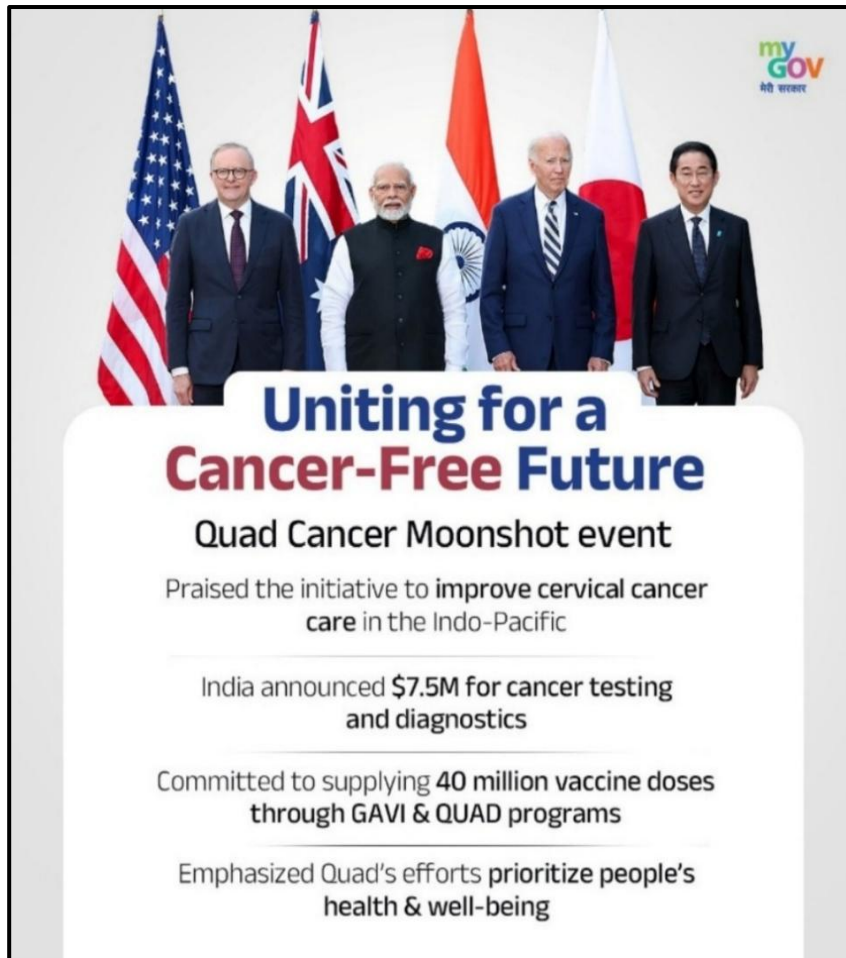 my
GOV
मेरी सरकार
Uniting for a
Cancer-Free Future
Quad Cancer Moonshot event
Praised the initiative to improve cervical cancer
care in the Indo-Pacific
India announced $7.5M for cancer testing
and diagnostics
Committed to supplying 40 million vaccine doses
through GAVI & QUAD programs
Emphasized Quad's efforts prioritize people's
health & well-being